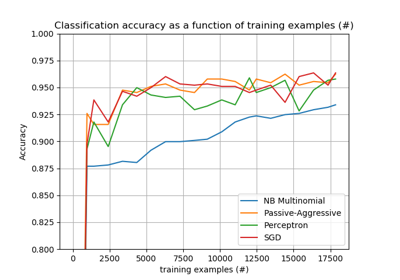 Classification accuracy as a function of training examples (#)
1.000
0.975
0.950
0.925
0.900
0.875
0.850
0.825
0.800
Accuracy
NB Multinomial
Passive-Aggressive
Perceptron
SGD
0 2500 5000 7500 10000 12500 15000 17500
training examples (#)